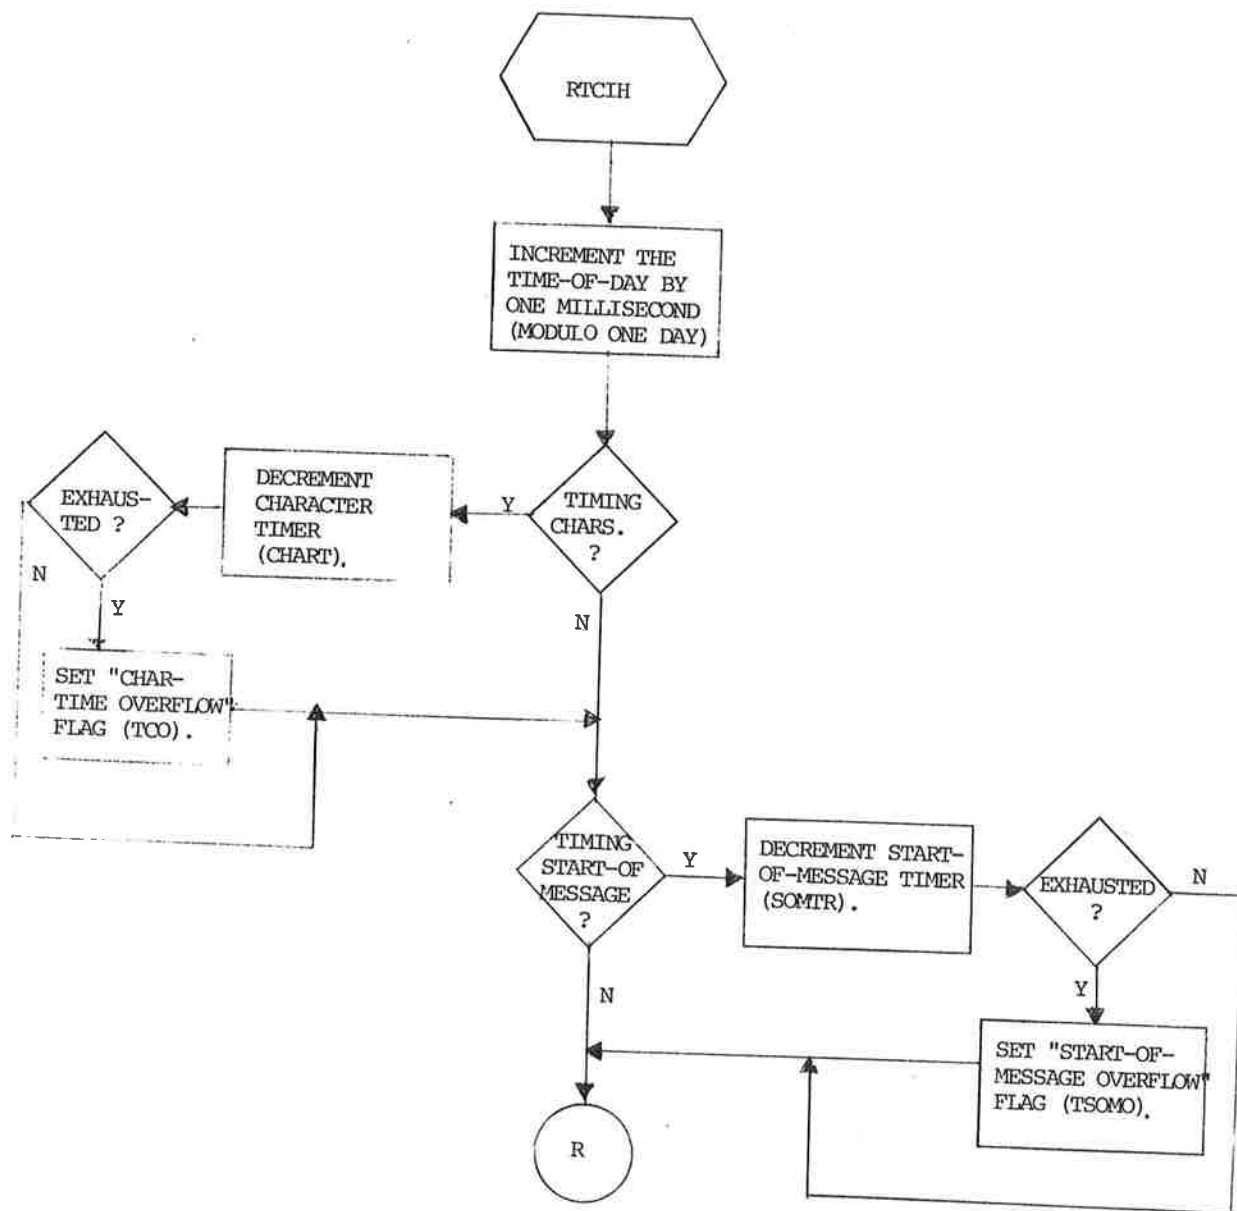 RTCIH
INCREMENT THE
TIME-OF-DAY BY
ONE MILLISECOND
(MODULO ONE DAY)
TIMING
CHARS.
?
Y
N
DECREMENT
CHARACTER
TIMER
(CHART).
EXHAUS-
TED ?
N
Y
SET "CHAR-
TIME OVERFLOW"
FLAG (TCO).
TIMING
START-OF
MESSAGE
?
Y
N
DECREMENT START-
OF-MESSAGE TIMER
(SOMTR).
EXHAUSTED
?
N
Y
SET "START-OF-
MESSAGE OVERFLOW"
FLAG (TSOMO).
R